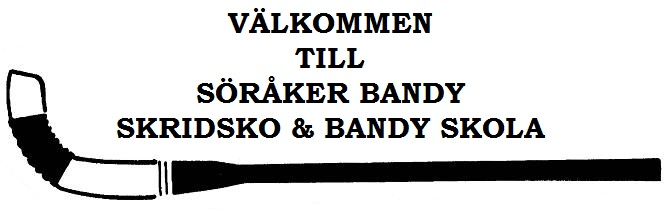 VÄLKOMMEN
TILL
SÖRÅKER BANDY
SKRIDSKO & BANDY SKOLA